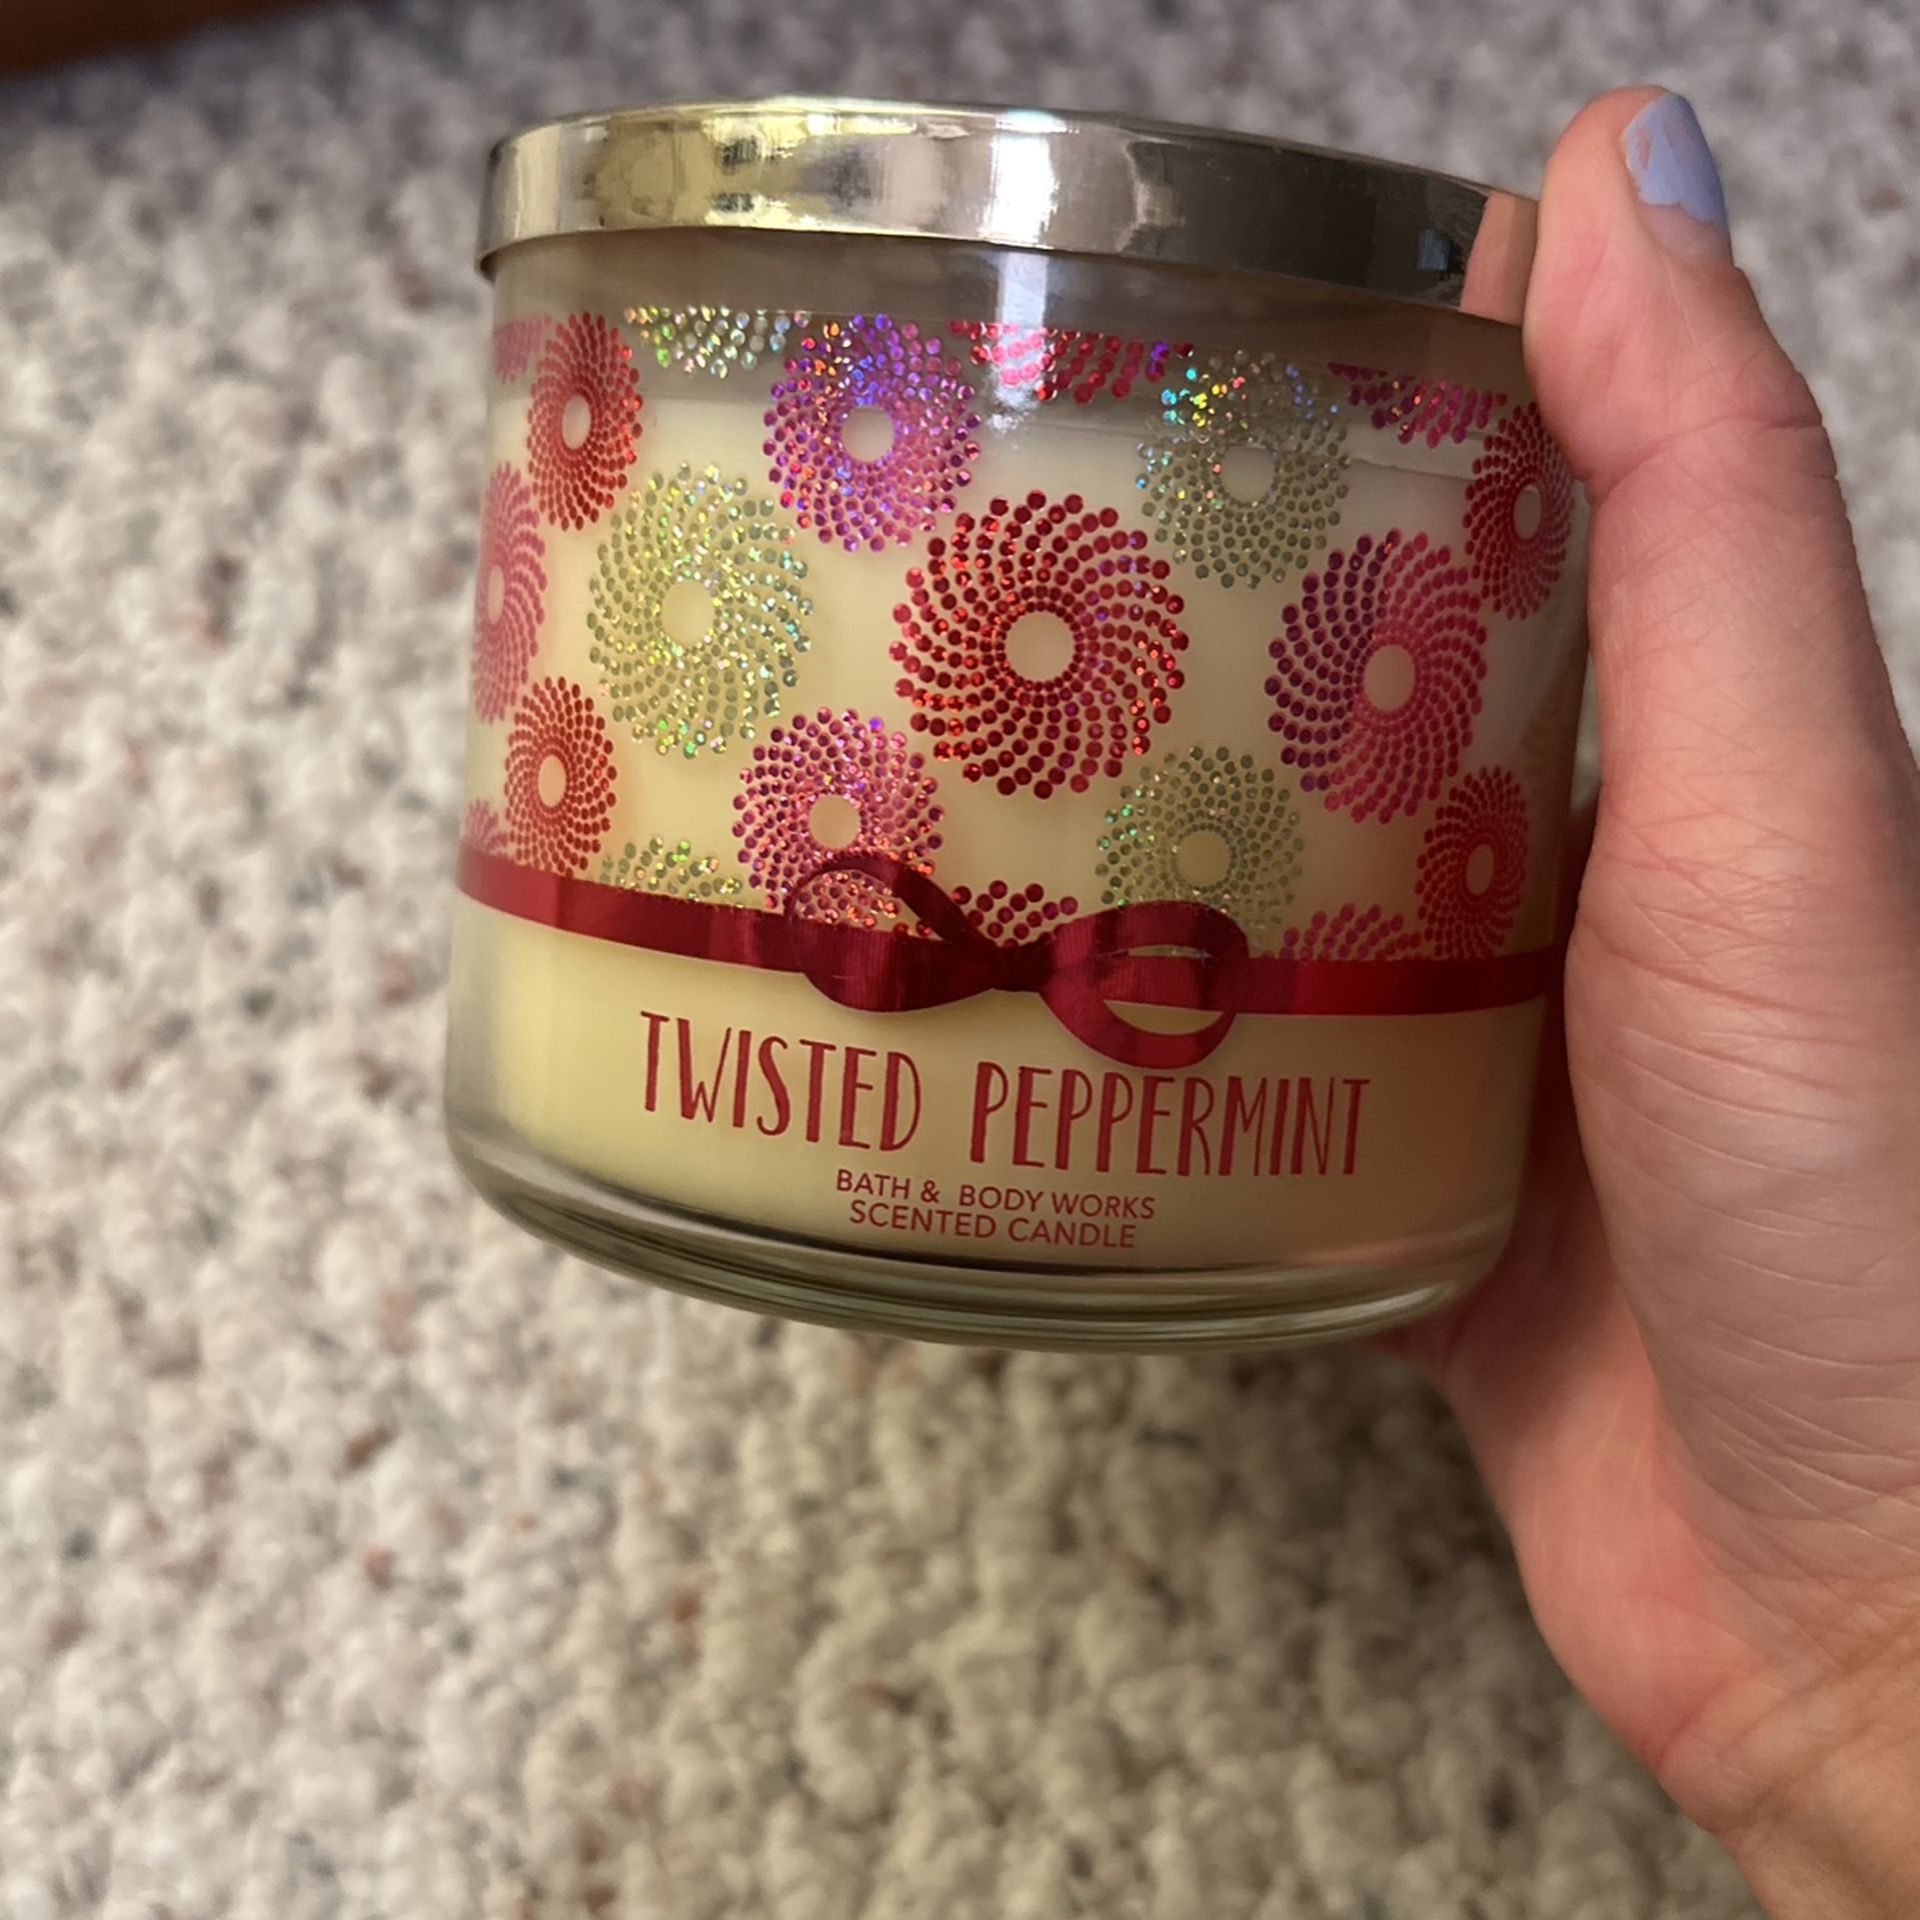 TWISTED PEPPERMINT
BATH & BODY WORKS
SCENTED CANDLE